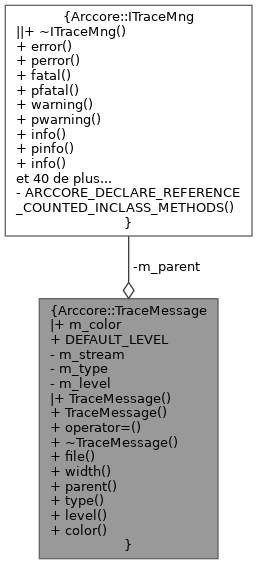 {Arccore::ITraceMng
||+ ~ITraceMng()
+ error()
+ perror()
+ fatal()
+ pfatal()
+ warning()
+ pwarning()
+ info()
+ pinfo()
+ info()
et 40 de plus...
- ARCCORE_DECLARE_REFERENCE
_COUNTED_INCLASS_METHODS()
}
-m_parent
{Arccore::TraceMessage
|+ m_color
+ DEFAULT_LEVEL
- m_stream
- m_type
- m_level
|+ TraceMessage()
+ TraceMessage()
+ operator=()
+ ~TraceMessage()
+ file()
+ width()
+ parent()
+ type()
+ level()
+ color()
}